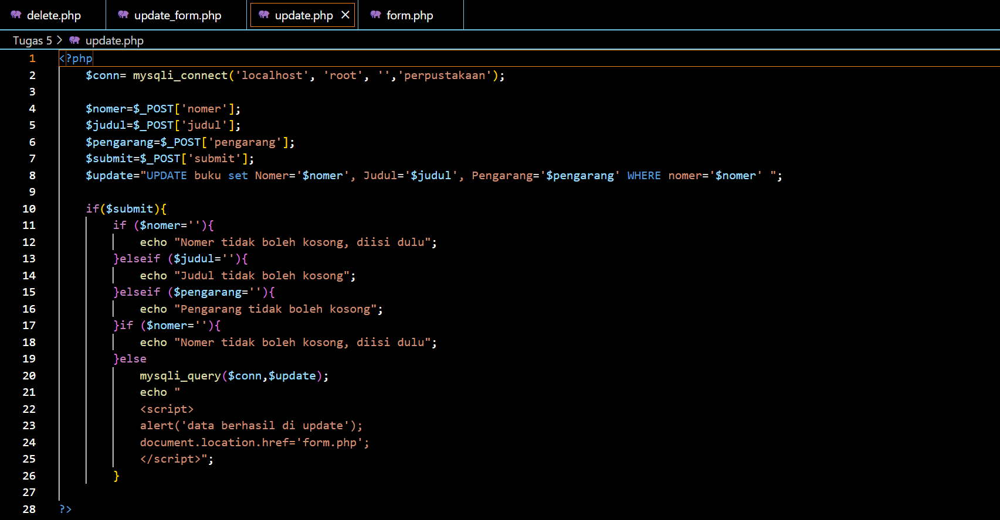 delete.php update_form.php update.php × form.php
Tugas 5 > update.php
1 <?php
2 $conn= mysqli_connect('localhost', 'root', '','perpustakaan');
3
4 $nomer=$_POST['nomer'];
5 $judul=$_POST['judul'];
6 $pengarang=$_POST['pengarang'];
7 $submit=$_POST['submit'];
8 $update="UPDATE buku set Nomer='$nomer', Judul='$judul', Pengarang='$pengarang' WHERE nomer='$nomer' ";
9
10 if($submit){
11 if ($nomer=''){
12 echo "Nomer tidak boleh kosong, diisi dulu";
13 }elseif ($judul=''){
14 echo "Judul tidak boleh kosong";
15 }elseif ($pengarang=''){
16 echo "Pengarang tidak boleh kosong";
17 }if ($nomer=''){
18 echo "Nomer tidak boleh kosong, diisi dulu";
19 }else
20 mysqli_query($conn,$update);
21 echo "
22 <script>
23 alert('data berhasil di update');
24 document.location.href='form.php';
25 </script>";
26 }
27
28 ?>